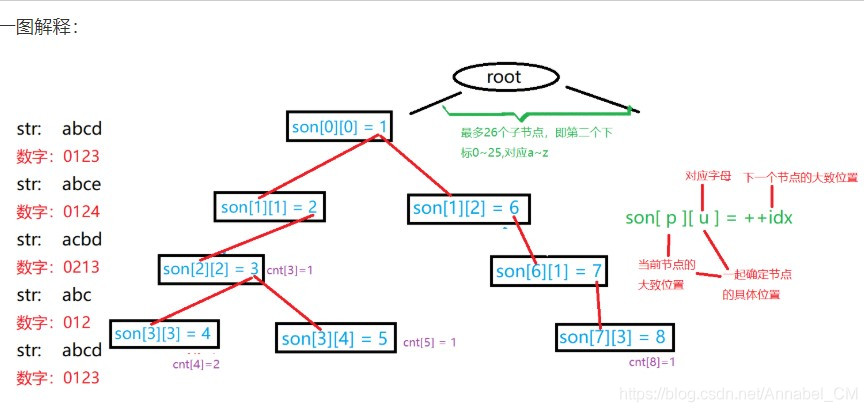 一图解释：
root
str: abcd
数字：0123
str: abce
数字：0124
str: acbd
数字：0213
str: abc
数字：012
str: abcd
数字：0123
son[0][0] = 1
最多26个子节点，即第二个下
标0~25,对应a~z
son[1][1] = 2
son[1][2] = 6
son[2][2] = 3
cnt[3]=1
son[6][1] = 7
son[3][3] = 4
cnt[4]=2
son[3][4] = 5
cnt[5] = 1
son[7][3] = 8
cnt[8]=1
对应字母
下一个节点的大致位置
son[ p ][ u ] = ++idx
当前节点的
大致位置
一起确定节点
的具体位置
https://blog.csdn.net/Annabel_CM